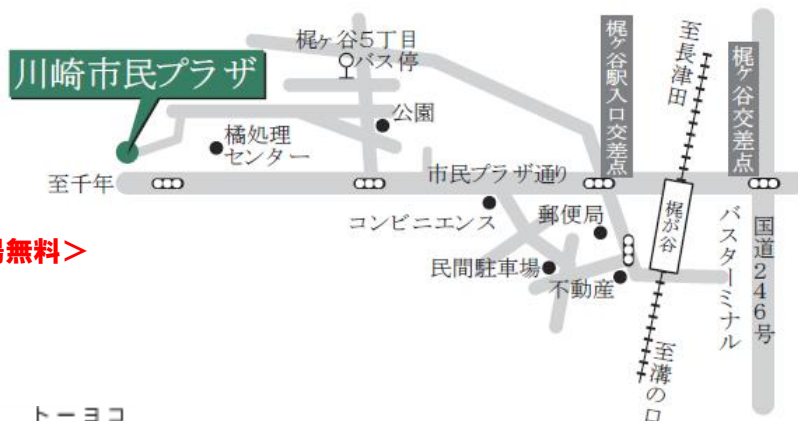 川崎市民プラザ
梶ヶ谷5丁目
バス停
公園
橘処理
センター
至千年
市民プラザ通り
コンビニエンス
郵便局
民間駐車場
不動産
梶ヶ谷駅入口交差点
至長津田
梶ヶ谷交差点
梶が谷
バスターミナル
国道246号
至溝の口
場無料＞
トーヨコ